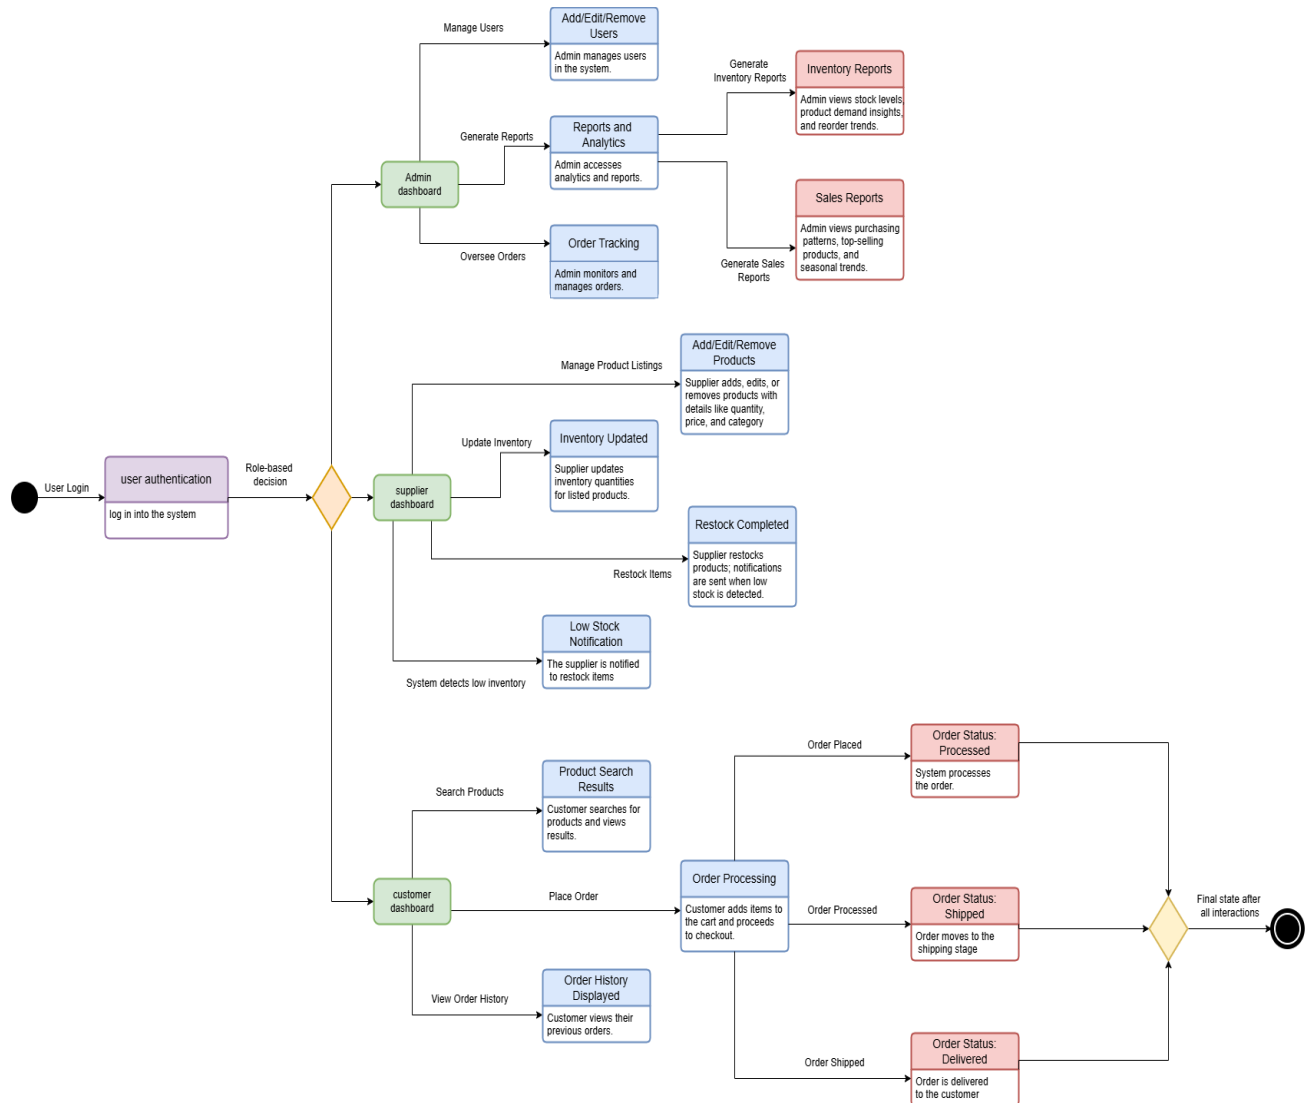 Manage Users
Add/Edit/Remove
Users
Admin manages users
in the system.
Generate
Inventory Reports
Inventory Reports
Admin views stock levels,
product demand insights,
and reorder trends.
Generate Reports
Reports and
Analytics
Admin accesses
analytics and reports.
Admin
dashboard
Sales Reports
Admin views purchasing
patterns, top-selling
products, and
seasonal trends.
Generate Sales
Reports
Oversee Orders
Order Tracking
Admin monitors and
manages orders.
Manage Product Listings
Add/Edit/Remove
Products
Supplier adds, edits, or
removes products with
details like quantity,
price, and category
Update Inventory
Inventory Updated
Supplier updates
inventory quantities
for listed products.
User Login
user authentication
log in into the system
Role-based
decision
supplier
dashboard
Restock Items
Restock Completed
Supplier restocks
products; notifications
are sent when low
stock is detected.
Low Stock
Notification
The supplier is notified
to restock items
System detects low inventory
Search Products
Product Search
Results
Customer searches for
products and views
results.
customer
dashboard
Place Order
Order Processing
Customer adds items to
the cart and proceeds
to checkout.
View Order History
Order History
Displayed
Customer views their
previous orders.
Order Placed
Order Status:
Processed
System processes
the order.
Order Processed
Order Status:
Shipped
Order moves to the
shipping stage
Order Shipped
Order Status:
Delivered
Order is delivered
to the customer
Final state after
all interactions